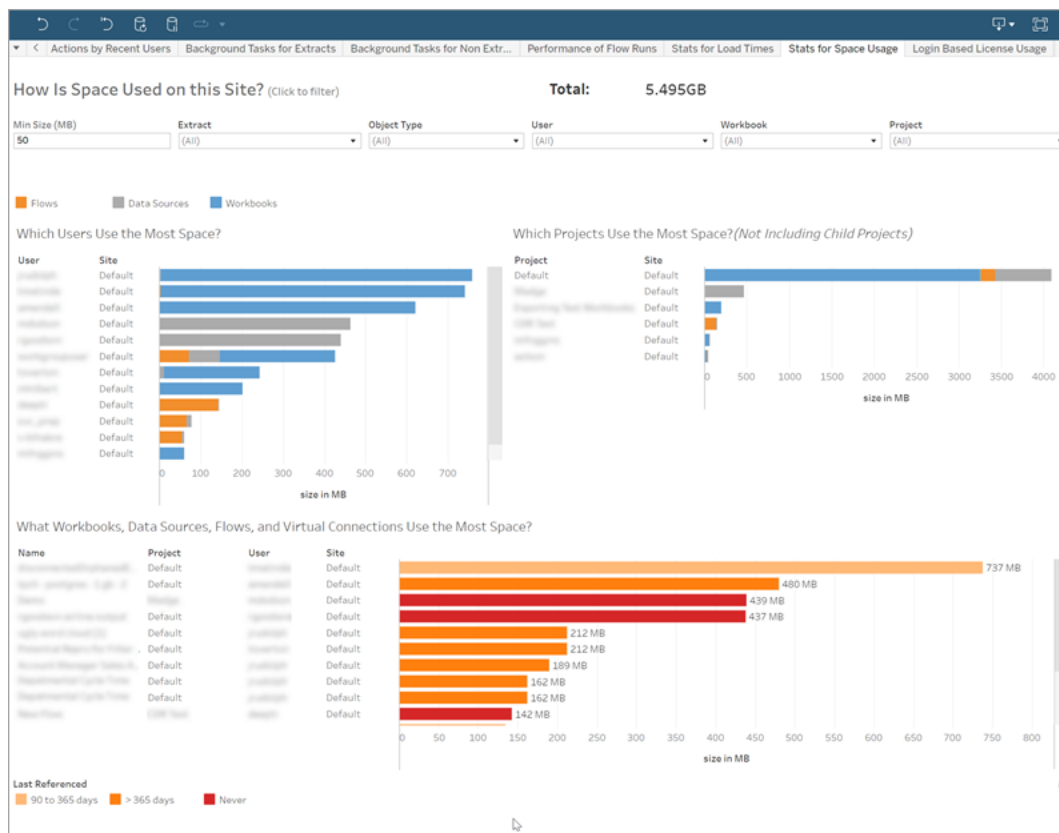 Actions by Recent Users Background Tasks for Extracts Background Tasks for Non Extr... Performance of Flow Runs Stats for Load Times Stats for Space Usage Login Based License Usage
How Is Space Used on this Site? (Click to filter) Total: 5.495GB
Min Size (MB) Extract Object Type User Workbook Project
50 (All) (All) (All) (All) (All)
Flows Data Sources Workbooks
Which Users Use the Most Space?
User Site
Default
Default
Default
Default
Default
Default
Default
Default
Default
Default
Default
Default
0 100 200 300 400 500 600 700
size in MB
Which Projects Use the Most Space?(Not Including Child Projects)
Project Site
Default Default
Default
Default
Default
Default
Default
0 500 1000 1500 2000 2500 3000 3500 4000
size in MB
What Workbooks, Data Sources, Flows, and Virtual Connections Use the Most Space?
Name Project User Site
Default Default 737 MB
Default Default 480 MB
Default 439 MB
Default Default 437 MB
Default Default 212 MB
Default Default 212 MB
Default Default 189 MB
Default Default 162 MB
Default Default 162 MB
Default 142 MB
0 50 100 150 200 250 300 350 400 450 500 550 600 650 700 750 800
size in MB
Last Referenced
90 to 365 days > 365 days Never